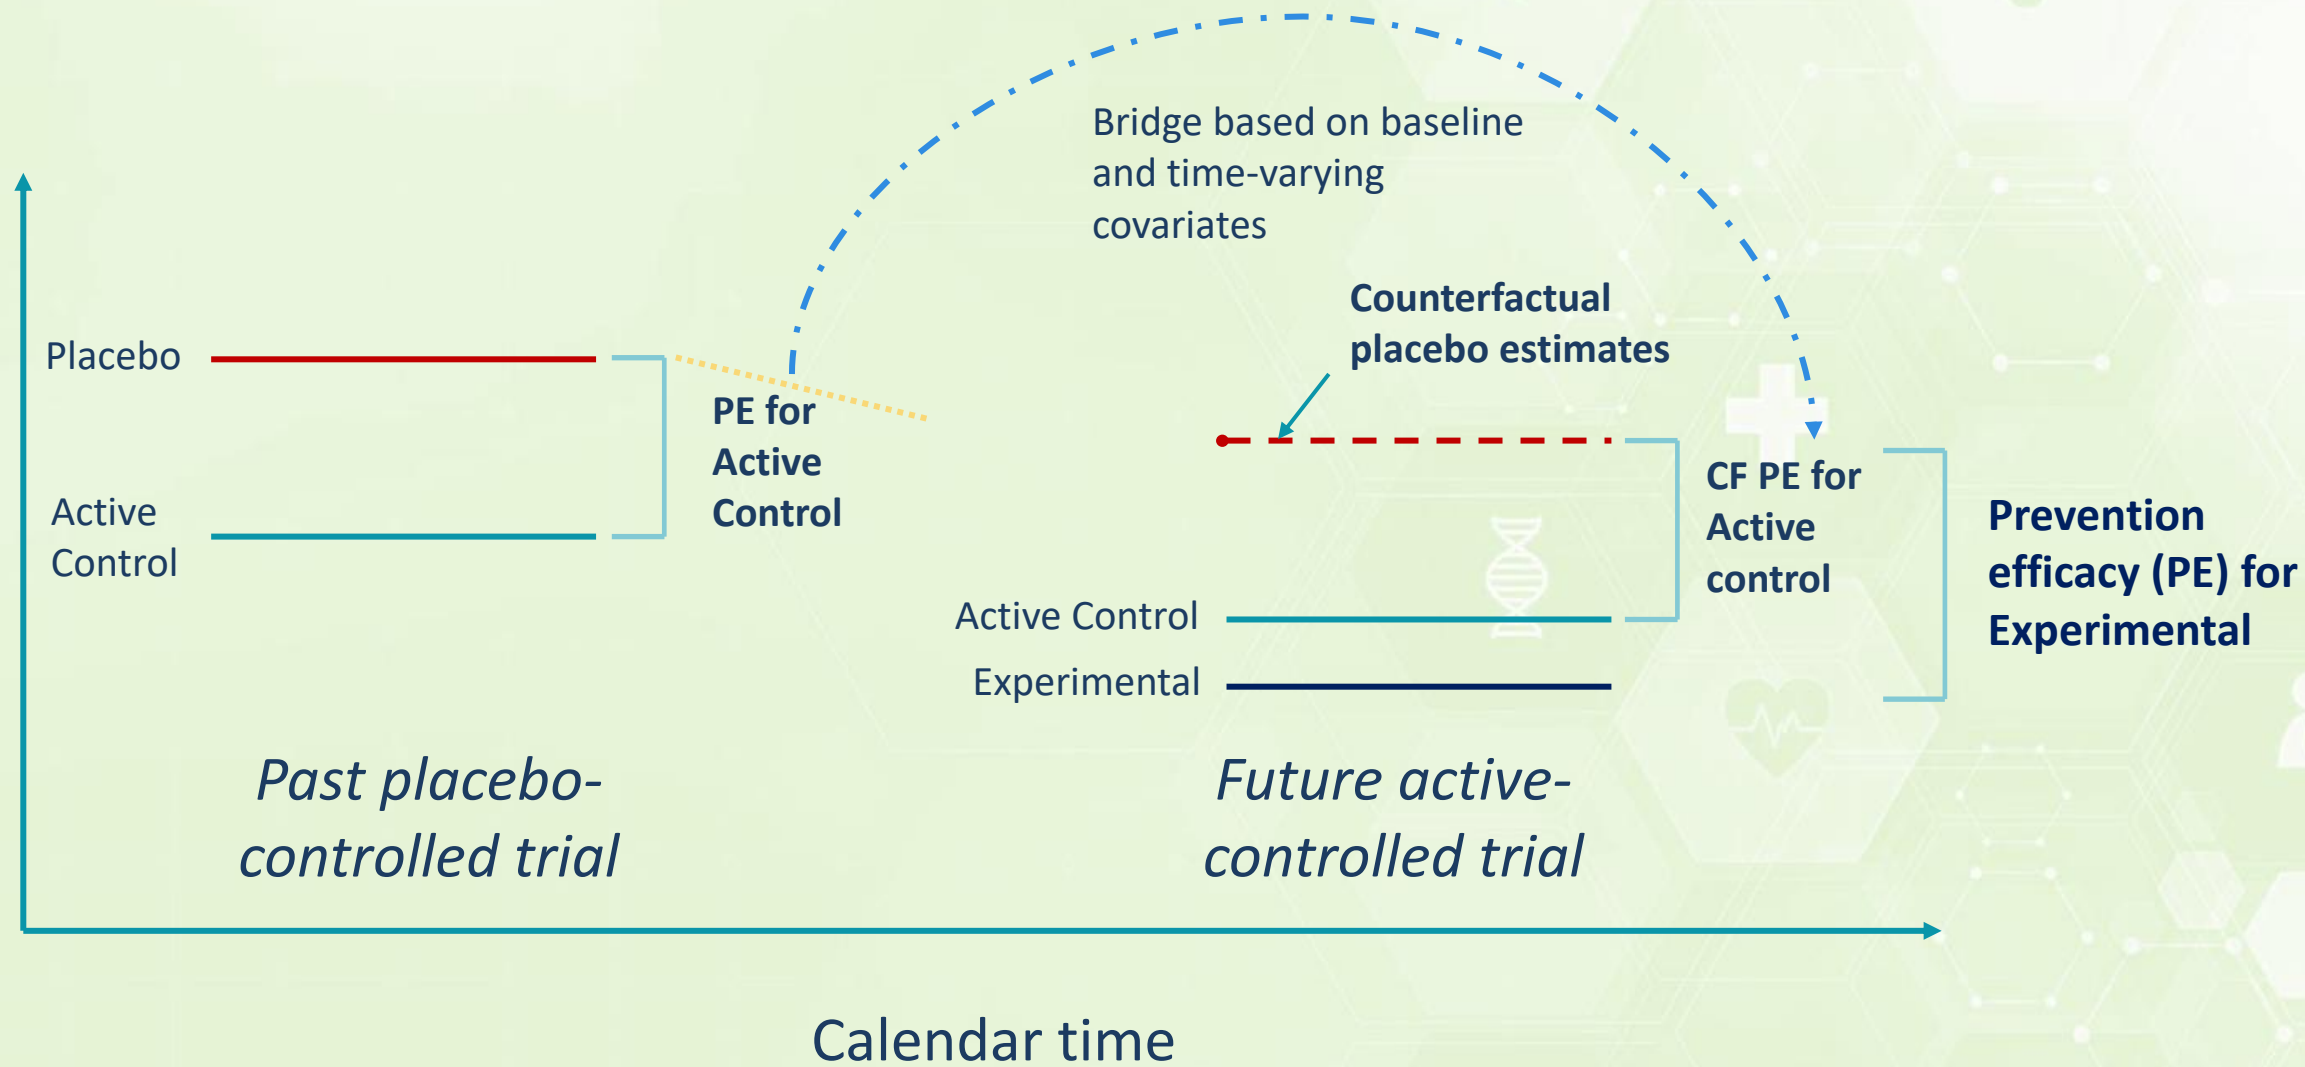 Bridge based on baseline
and time-varying
covariates
Counterfactual
placebo estimates
Placebo
PE for
Active
Control
Active
Control
CF PE for
Active
control
Prevention
efficacy (PE) for
Experimental
Active Control
Experimental
Past placebo-
controlled trial
Future active-
controlled trial
Calendar time